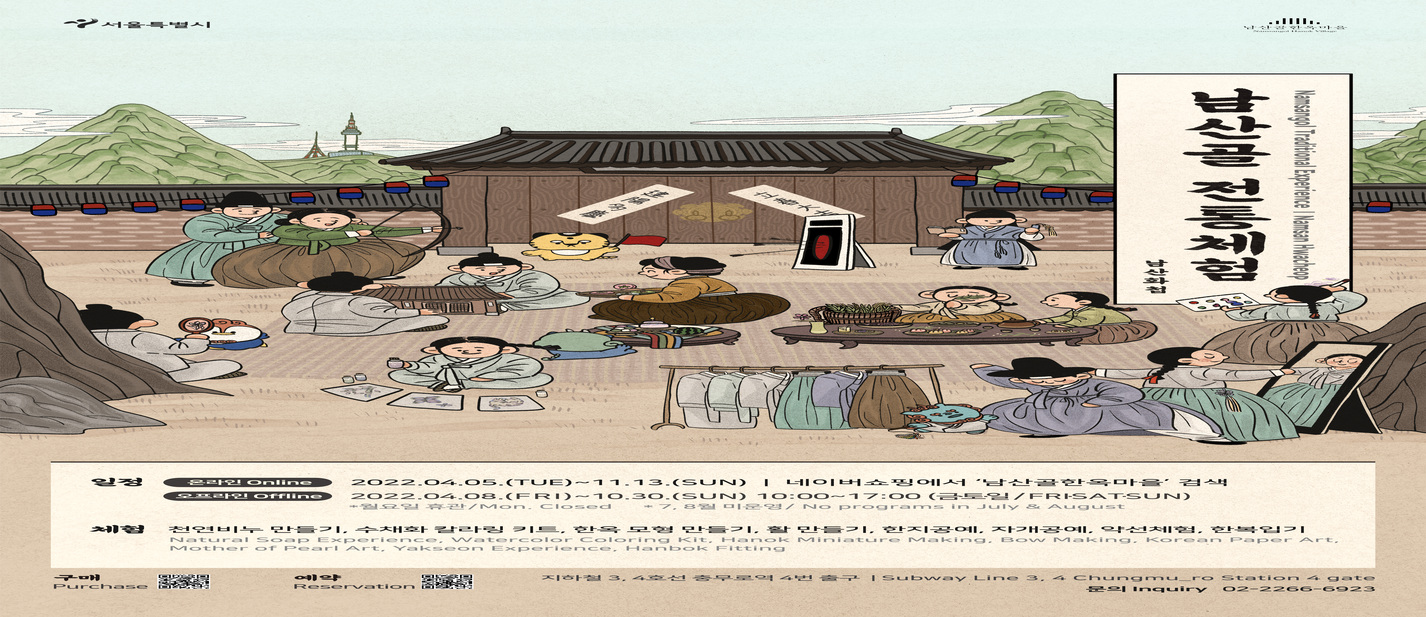 서울특별시
남산골한옥마을
Namsangol Hanok Village
남산골 전통체험
Namsangol Traditional Experience | Namsan Hwacheop
남산화첩
일정
온라인 Online
2022.04.05.(TUE)~11.13.(SUN) | 네이버쇼핑에서 '남산골한옥마을' 검색
오프라인 Offline
2022.04.08.(FRI)~10.30.(SUN) 10:00~17:00 (금토일/FRI·SAT·SUN)
*월요일 휴관/Mon. Closed *7, 8월 미운영/ No programs in July & August
체험
천연비누 만들기, 수채화 칼라링 키트, 한옥 모형 만들기, 활 만들기, 한지공예, 자개공예, 약선체험, 한복입기
Natural Soap Experience, Watercolor Coloring Kit, Hanok Miniature Making, Bow Making, Korean Paper Art,
Mother of Pearl Art, Yakseon Experience, Hanbok Fitting
구매
Purchase
예약
Reservation
지하철 3, 4호선 충무로역 4번 출구 | Subway Line 3, 4 Chungmu_ro Station 4 gate
문의 Inquiry 02-2266-6923